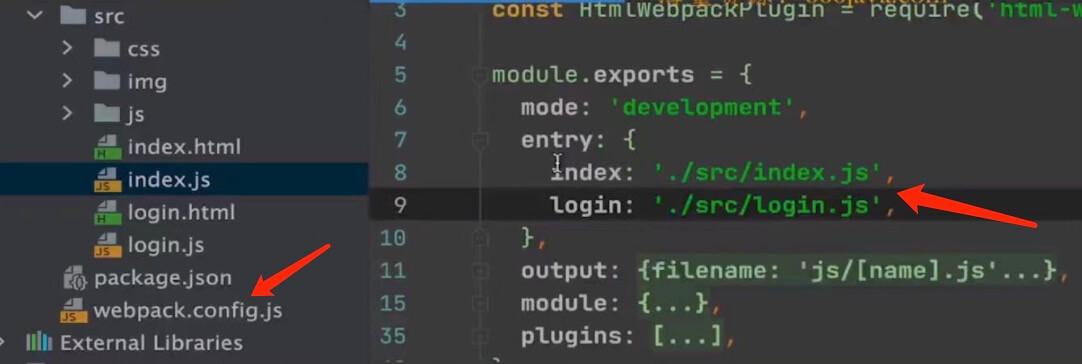 src
css
img
js
index.html
index.js
login.html
login.js
package.json
webpack.config.js
External Libraries
3 const HtmlWebpackPlugin = require('html-w
4
5 module.exports = {
6 mode: 'development',
7 entry: {
8 index: './src/index.js',
9 login: './src/login.js',
10 },
11 output: {filename: 'js/[name].js'...},
15 module: {...},
35 plugins: [...],